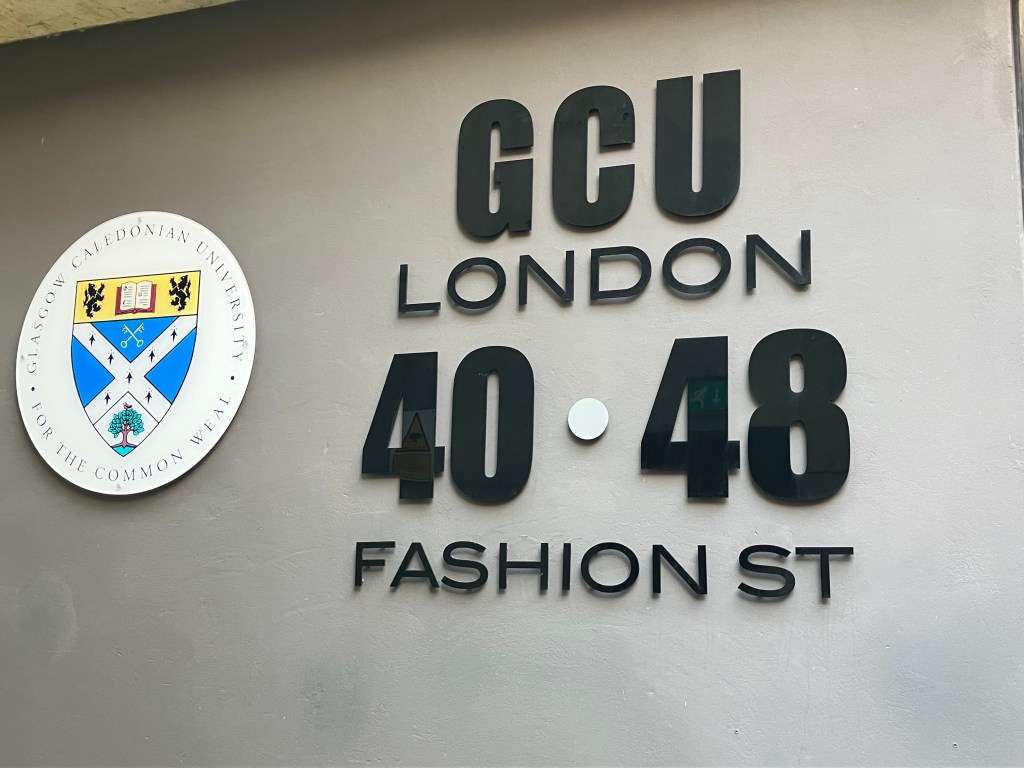 GLASGOW CALEDONIAN UNIVERSITY
• FOR THE COMMON WEAL •
GCU
LONDON
40•48
FASHION ST